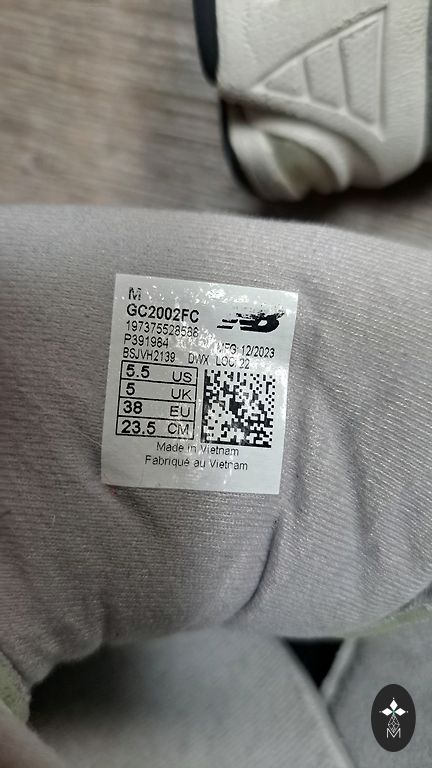 M
GC2002FC
197375528586
P391984 MFG 12/2023
BSJVH2139 DWX LOC: 22
5.5 US
5 UK
38 EU
23.5 CM
Made in Vietnam
Fabriqué au Vietnam
M